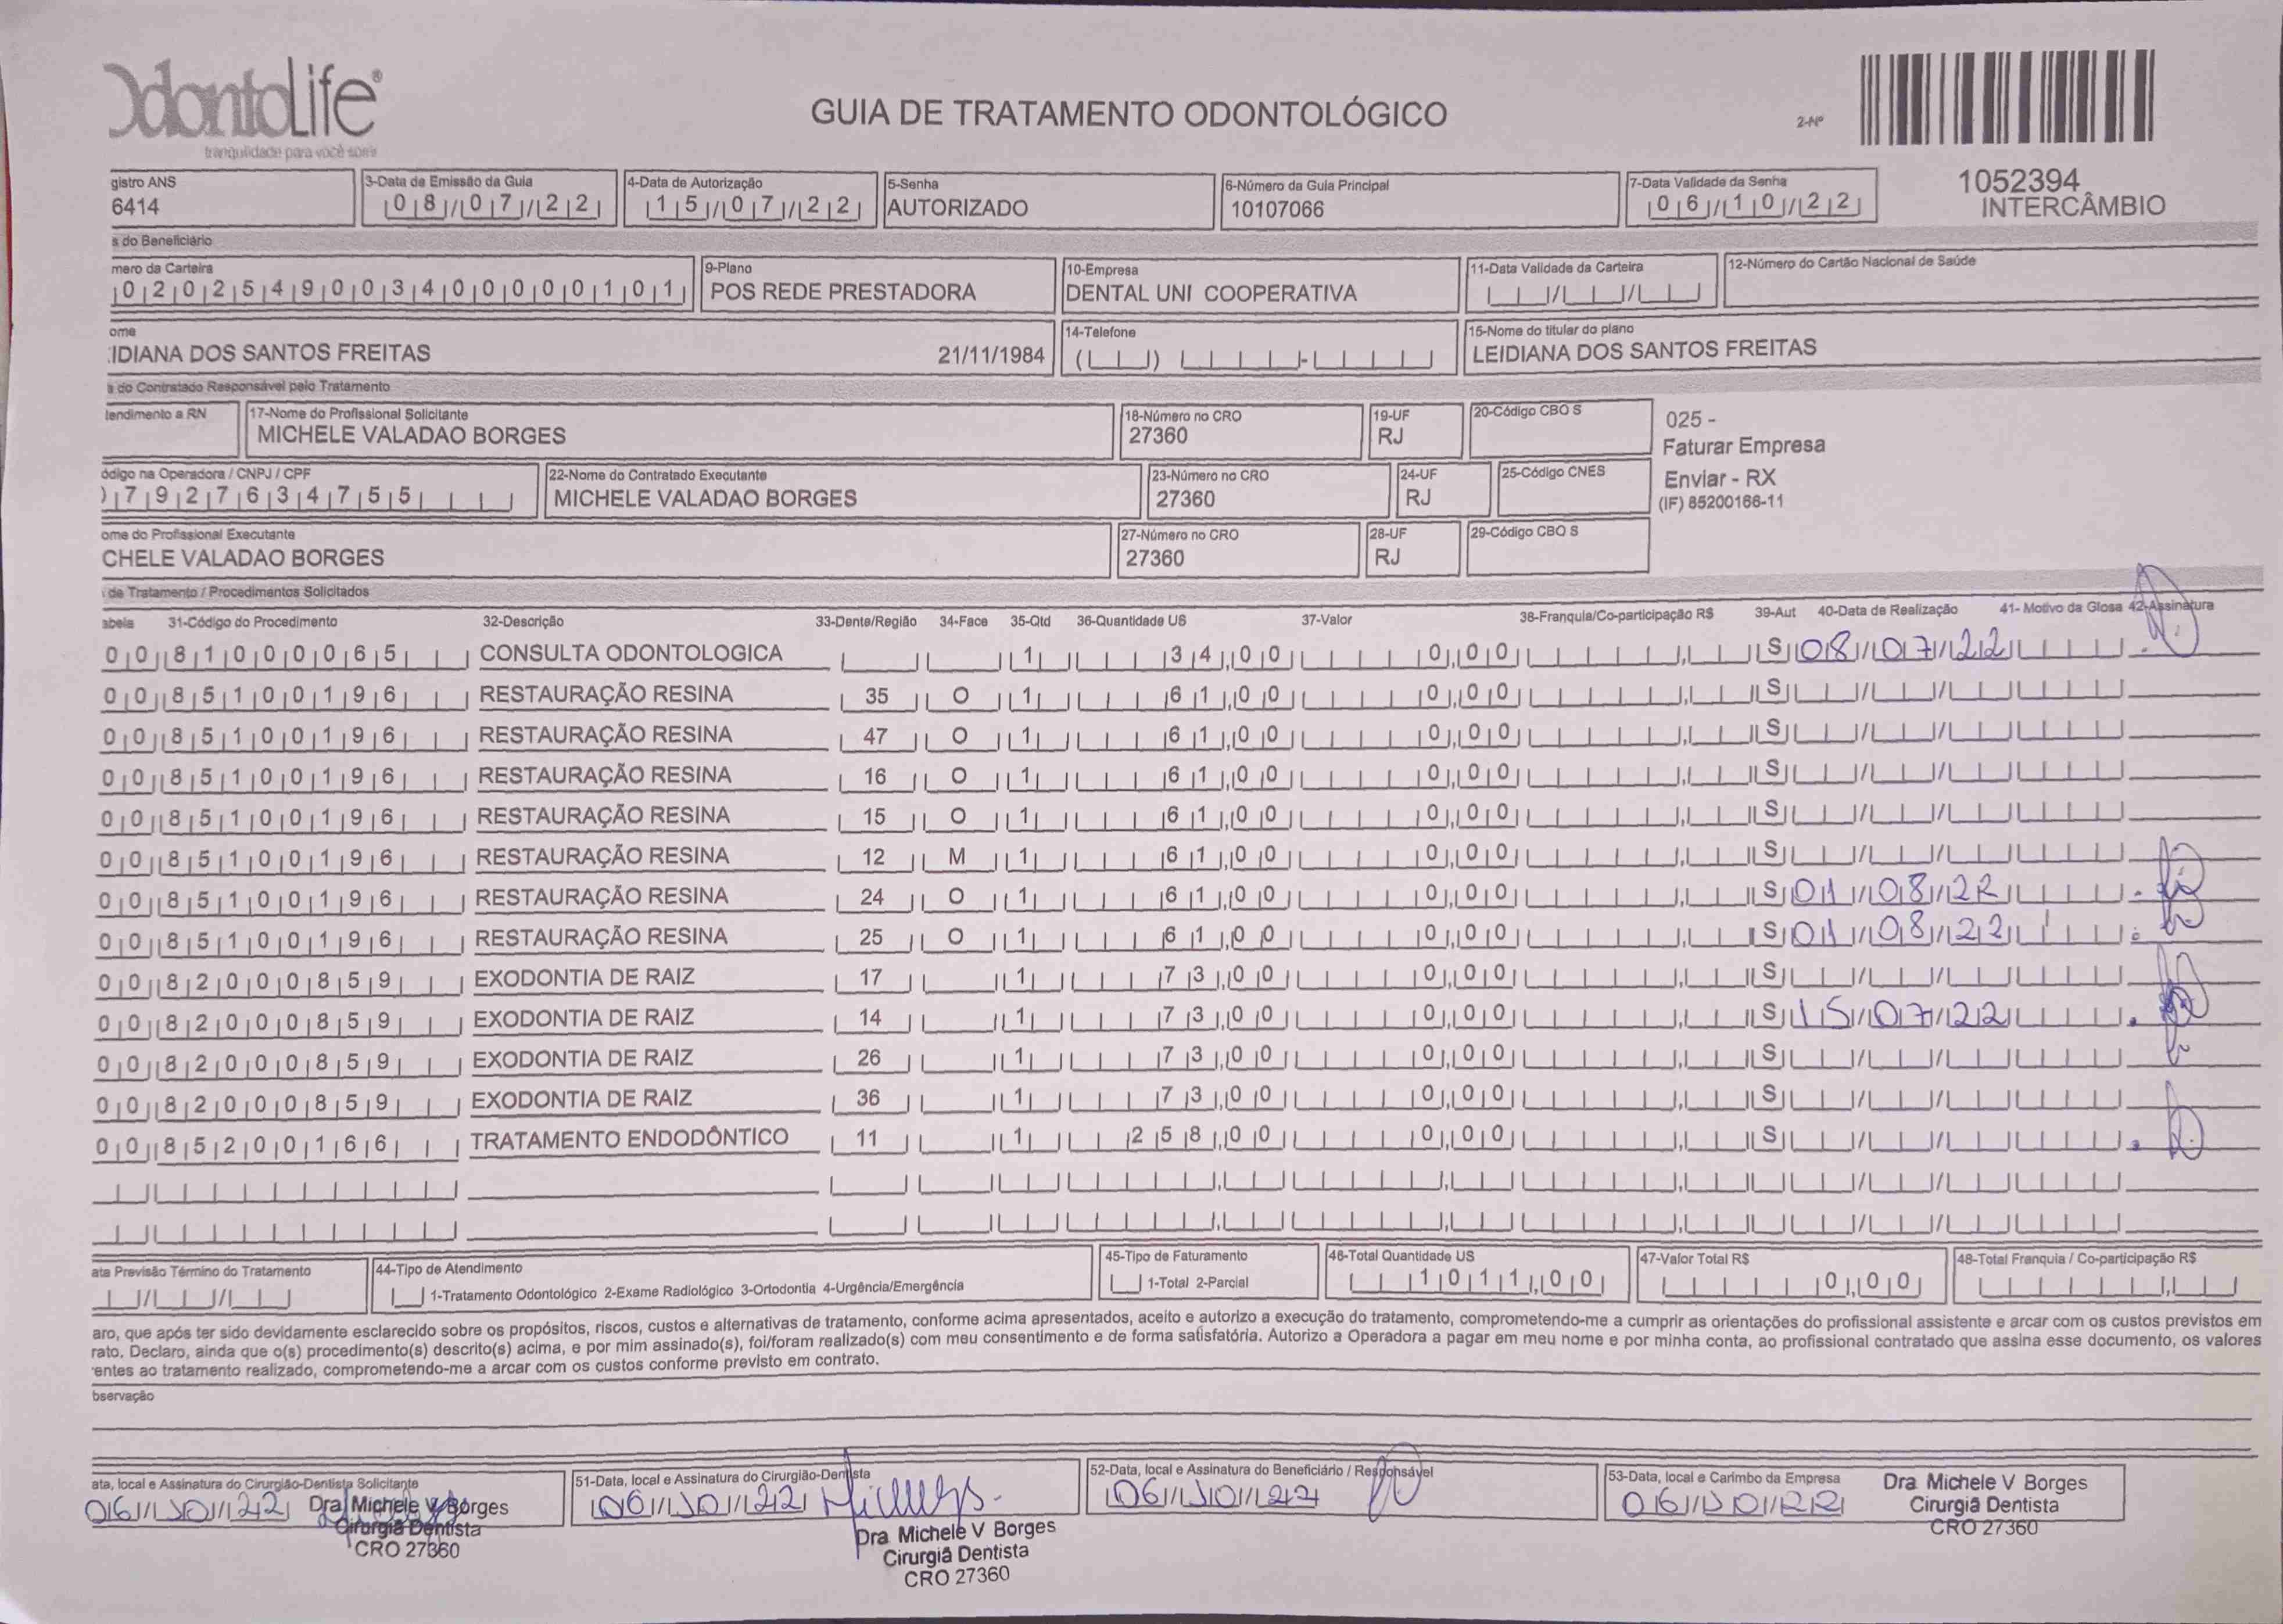 OdontoLife®
tranquilidade para você sorrir
GUIA DE TRATAMENTO ODONTOLÓGICO
2-Nº
1052394
INTERCÂMBIO
gistro ANS
6414
3-Data de Emissão da Guia
08/07/22
4-Data de Autorização
15/07/22
5-Senha
AUTORIZADO
6-Número da Guia Principal
10107066
7-Data Validade da Senha
06/10/22
s do Beneficiário
mero da Carteira
02025490034000000101
9-Plano
POS REDE PRESTADORA
10-Empresa
DENTAL UNI COOPERATIVA
11-Data Validade da Carteira
12-Número do Cartão Nacional de Saúde
ome
IDIANA DOS SANTOS FREITAS 21/11/1984
14-Telefone
15-Nome do titular do plano
LEIDIANA DOS SANTOS FREITAS
s do Contratado Responsável pelo Tratamento
tendimento a RN
17-Nome do Profissional Solicitante
MICHELE VALADAO BORGES
18-Número no CRO
27360
19-UF
RJ
20-Código CBO S
025 -
Faturar Empresa
Enviar - RX
(IF) 85200166-11
ódigo na Operadora / CNPJ / CPF
07927634755
22-Nome do Contratado Executante
MICHELE VALADAO BORGES
23-Número no CRO
27360
24-UF
RJ
25-Código CNES
ome do Profissional Executante
CHELE VALADAO BORGES
27-Número no CRO
27360
28-UF
RJ
29-Código CBO S
de Tratamento / Procedimentos Solicitados
abela 31-Código do Procedimento 32-Descrição 33-Dente/Região 34-Face 35-Qtd 36-Quantidade US 37-Valor 38-Franquia/Co-participação R$ 39-Aut 40-Data de Realização 41- Motivo da Glosa 42-Assinatura
00 81000065 CONSULTA ODONTOLOGICA 1 34,00 0,00 S 08/07/22
00 85100196 RESTAURAÇÃO RESINA 35 O 1 61,00 0,00 S
00 85100196 RESTAURAÇÃO RESINA 47 O 1 61,00 0,00 S
00 85100196 RESTAURAÇÃO RESINA 16 O 1 61,00 0,00 S
00 85100196 RESTAURAÇÃO RESINA 15 O 1 61,00 0,00 S
00 85100196 RESTAURAÇÃO RESINA 12 M 1 61,00 0,00 S
00 85100196 RESTAURAÇÃO RESINA 24 O 1 61,00 0,00 S 01/08/22
00 85100196 RESTAURAÇÃO RESINA 25 O 1 61,00 0,00 S 01/08/22
00 82000859 EXODONTIA DE RAIZ 17 1 73,00 0,00 S
00 82000859 EXODONTIA DE RAIZ 14 1 73,00 0,00 S 15/07/22
00 82000859 EXODONTIA DE RAIZ 26 1 73,00 0,00 S
00 82000859 EXODONTIA DE RAIZ 36 1 73,00 0,00 S
00 85200166 TRATAMENTO ENDODÔNTICO 11 1 258,00 0,00 S
ata Previsão Término do Tratamento
44-Tipo de Atendimento
1-Tratamento Odontológico 2-Exame Radiológico 3-Ortodontia 4-Urgência/Emergência
45-Tipo de Faturamento
1-Total 2-Parcial
46-Total Quantidade US
1011,00
47-Valor Total R$
0,00
48-Total Franquia / Co-participação R$
aro, que após ter sido devidamente esclarecido sobre os propósitos, riscos, custos e alternativas de tratamento, conforme acima apresentados, aceito e autorizo a execução do tratamento, comprometendo-me a cumprir as orientações do profissional assistente e arcar com os custos previstos em
rato. Declaro, ainda que o(s) procedimento(s) descrito(s) acima, e por mim assinado(s), foi/foram realizado(s) com meu consentimento e de forma satisfatória. Autorizo a Operadora a pagar em meu nome e por minha conta, ao profissional contratado que assina esse documento, os valores
entes ao tratamento realizado, comprometendo-me a arcar com os custos conforme previsto em contrato.
bservação
ata, local e Assinatura do Cirurgião-Dentista Solicitante
06/10/22
Dra Michele V Borges
Cirurgiã Dentista
CRO 27360
51-Data, local e Assinatura do Cirurgião-Dentista
06/10/22
Dra Michele V Borges
Cirurgiã Dentista
CRO 27360
52-Data, local e Assinatura do Beneficiário / Responsável
06/10/22
53-Data, local e Carimbo da Empresa
06/10/22
Dra Michele V Borges
Cirurgiã Dentista
CRO 27360